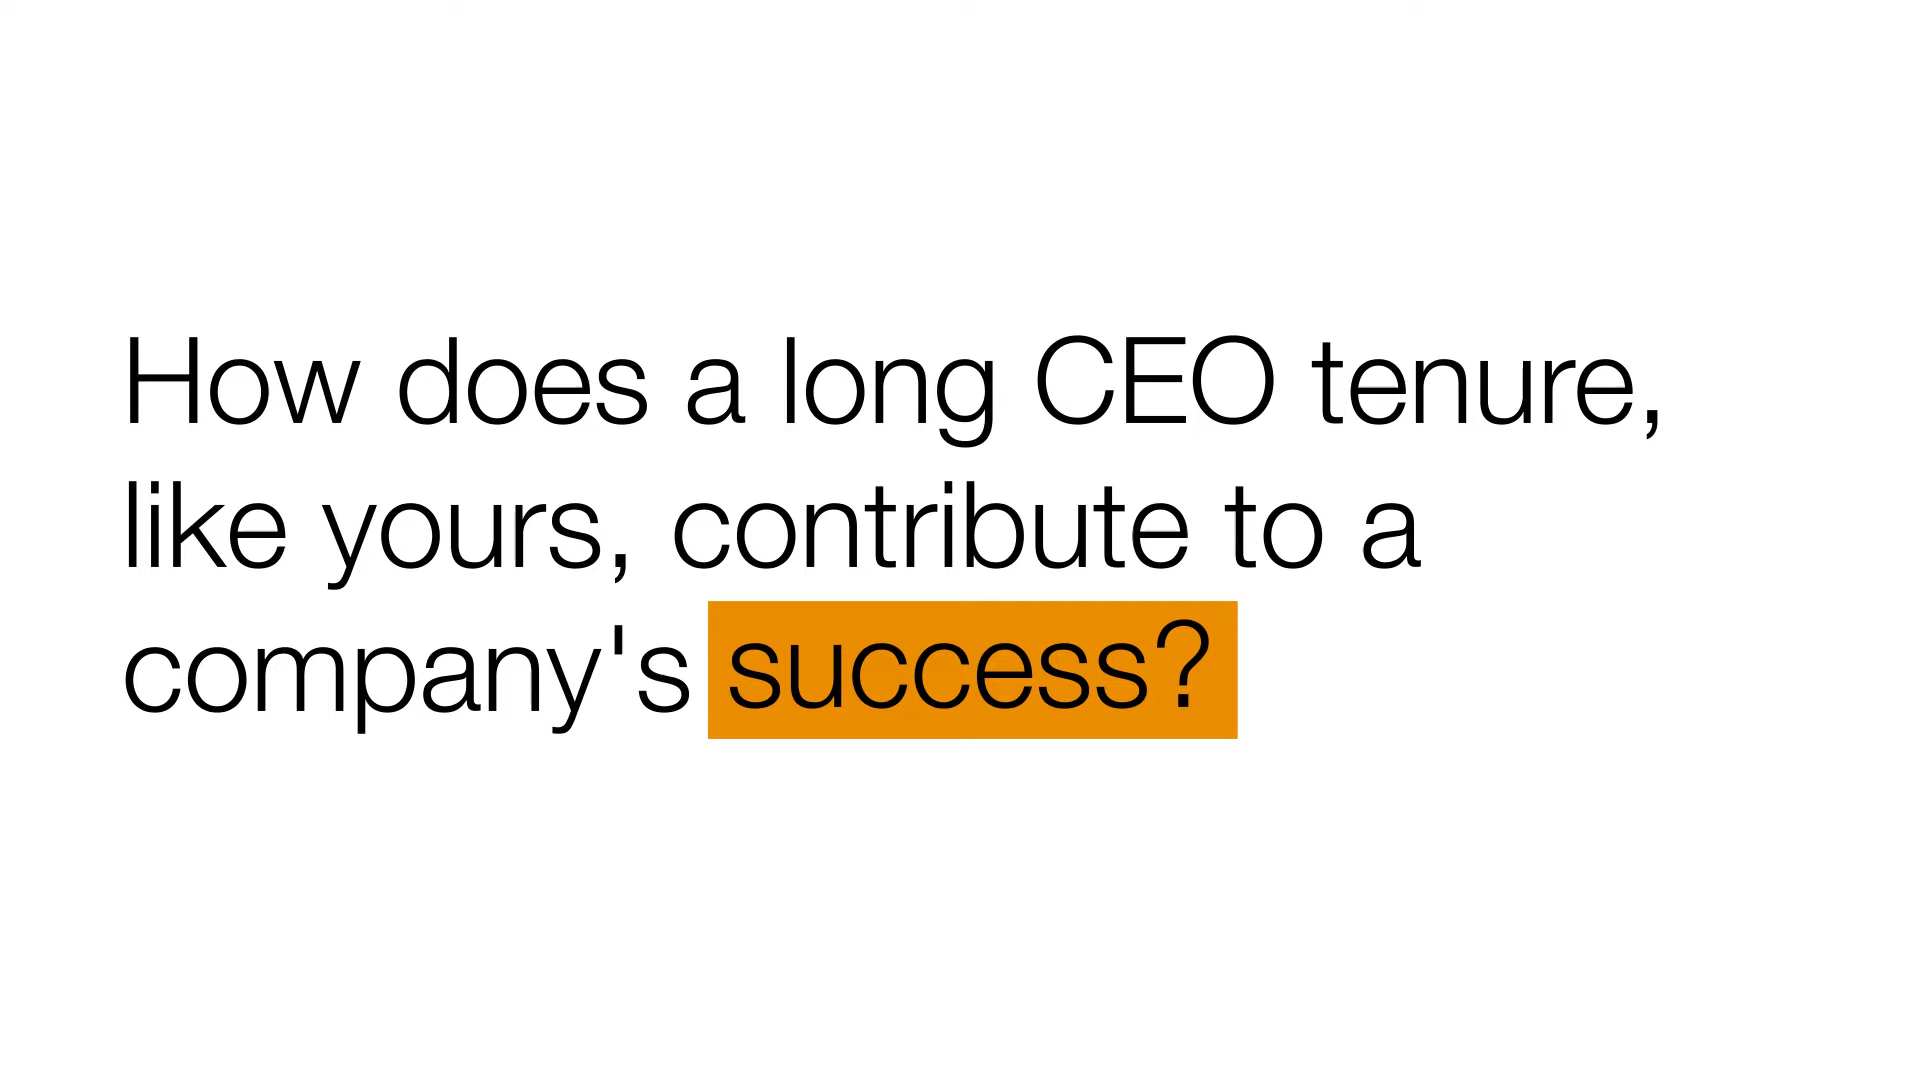 How does a long CEO tenure,
like yours, contribute to a
company's success?